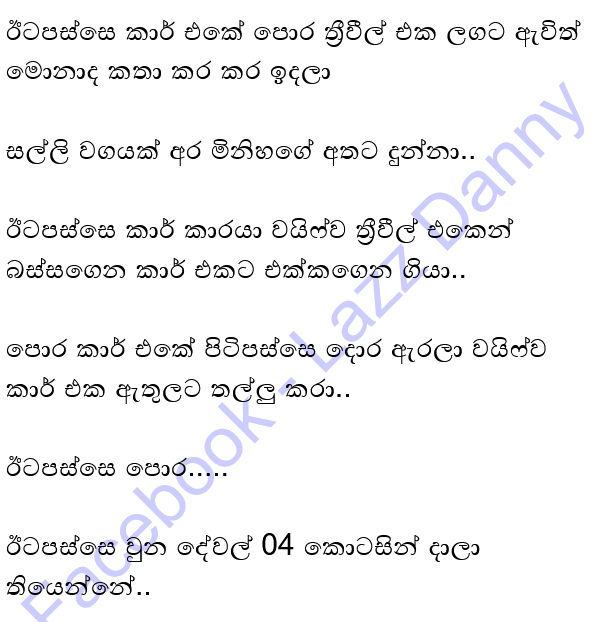 ඊටපස්සෙ කාර් එකේ පොර ත්‍රීවීල් එක ලගට ඇවිත්
මොනාද කතා කර කර ඉදලා
සල්ලි වගයක් අර මිනිහගේ අතට දුන්නා..
ඊටපස්සෙ කාර් කාරයා වයිෆ්ව ත්‍රීවීල් එකෙන්
බස්සගෙන කාර් එකට එක්කගෙන ගියා..
පොර කාර් එකේ පිටිපස්සෙ දොර ඇරලා වයිෆ්ව
කාර් එක ඇතුලට තල්ලු කරා..
ඊටපස්සෙ පොර.....
ඊටපස්සෙ වුන දේවල් 04 කොටසින් දාලා
තියෙන්නේ..
Facebook - Lazz Danny